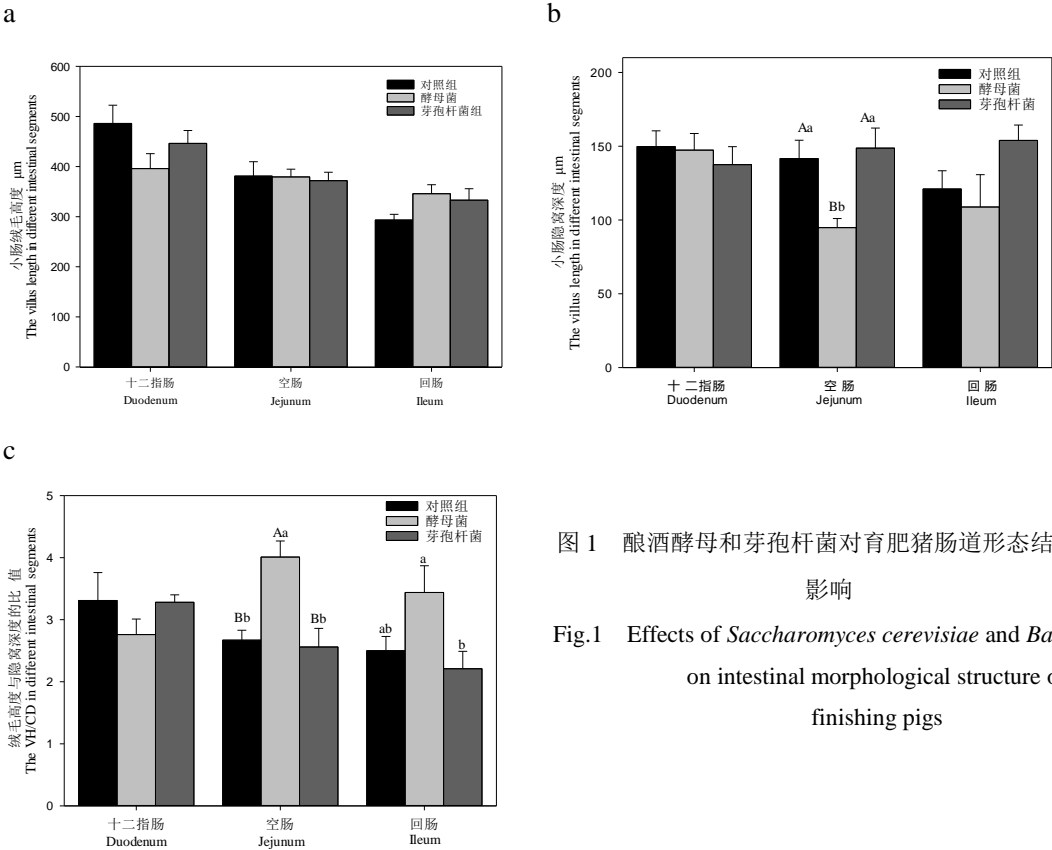 a
600
500
400
300
200
100
0
小肠绒毛高度 μm
The villus length in different intestinal segments
对照组
酵母菌
芽孢杆菌组
十二指肠
空肠
回肠
Duodenum
Jejunum
Ileum
b
200
150
100
50
0
小肠隐窝深度 μm
The villus length in different intestinal segments
对照组
酵母菌
芽孢杆菌
Aa
Bb
Aa
十 二指肠
空 肠
回 肠
Duodenum
Jejunum
Ileum
c
5
4
3
2
1
0
绒毛高度与隐窝深度的比 值
The VH/CD in different intestinal segments
对照组
酵母菌
芽孢杆菌
Bb
Aa
Bb
ab
a
b
十二指肠
空肠
回肠
Duodenum
Jejunum
Ileum
图 1 酿酒酵母和芽孢杆菌对育肥猪肠道形态结
影响
Fig.1 Effects of Saccharomyces cerevisiae and Ba
on intestinal morphological structure o
finishing pigs